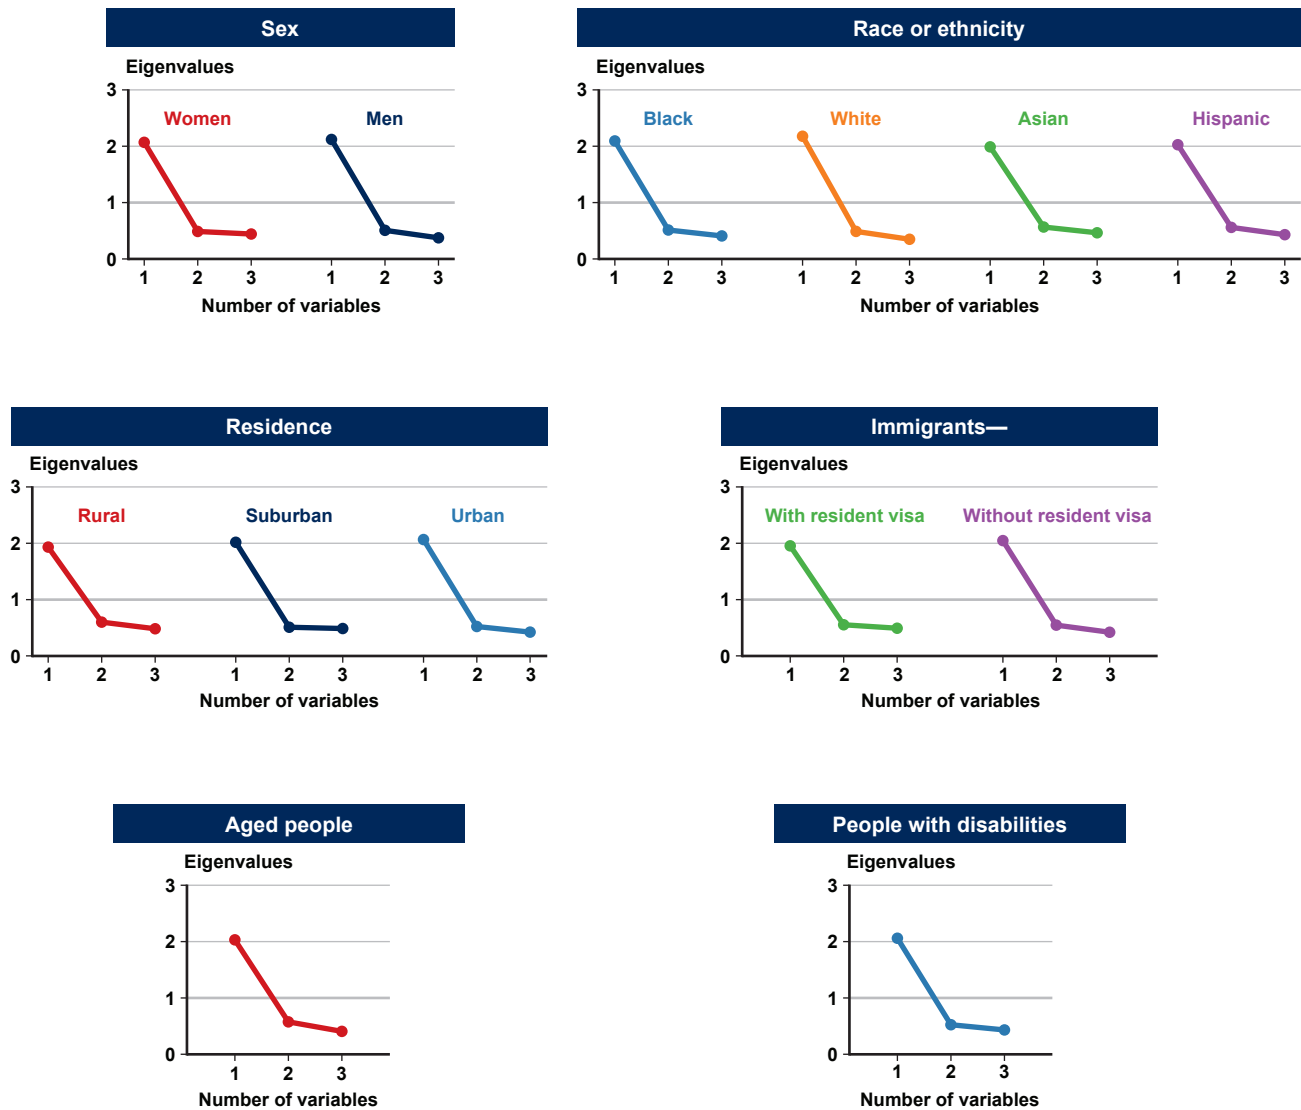 Sex
Eigenvalues
3
2
1
0
Women
Men
1 2 3 1 2 3
Number of variables
Race or ethnicity
Eigenvalues
3
2
1
0
Black
White
Asian
Hispanic
1 2 3 1 2 3 1 2 3 1 2 3
Number of variables
Number of variables
Residence
Eigenvalues
3
2
1
0
Rural
Suburban
Urban
1 2 3 1 2 3 1 2 3
Number of variables
Immigrants—
Eigenvalues
3
2
1
0
With resident visa
Without resident visa
1 2 3 1 2 3
Number of variables
Aged people
Eigenvalues
3
2
1
0
1 2 3
Number of variables
People with disabilities
Eigenvalues
3
2
1
0
1 2 3
Number of variables